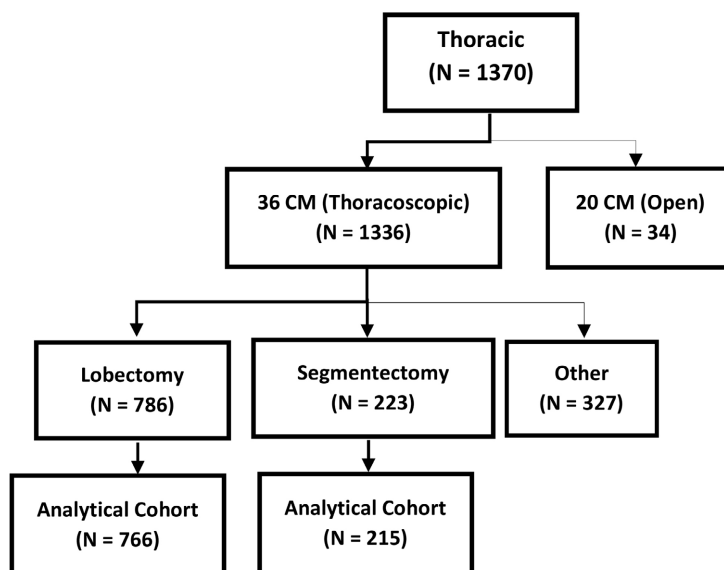 Thoracic
(N = 1370)
36 CM (Thoracoscopic)
(N = 1336)
20 CM (Open)
(N = 34)
Lobectomy
(N = 786)
Segmentectomy
(N = 223)
Other
(N = 327)
Analytical Cohort
(N = 766)
Analytical Cohort
(N = 215)